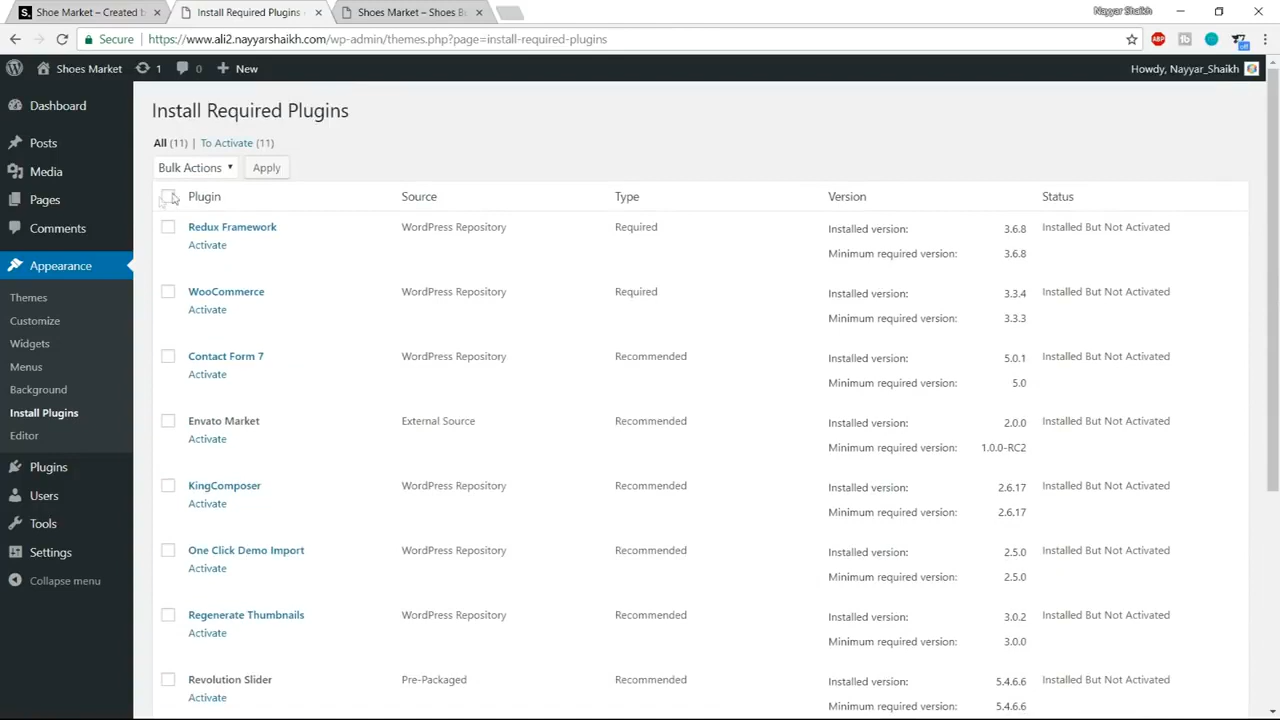 Shoe Market – Created b
Install Required Plugins
Shoes Market – Shoes B
Nayyar Shaikh
Secure
https://www.ali2.nayyarshaikh.com/wp-admin/themes.php?page=install-required-plugins
ABP
off
Shoes Market
1
0
New
Howdy, Nayyar_Shaikh
Dashboard
Posts
Media
Pages
Comments
Appearance
Themes
Customize
Widgets
Menus
Background
Install Plugins
Editor
Plugins
Users
Tools
Settings
Collapse menu
Install Required Plugins
All (11) | To Activate (11)
Bulk Actions
Apply
Plugin Source Type Version Status
Redux Framework WordPress Repository Required Installed version: 3.6.8 Installed But Not Activated
Activate Minimum required version: 3.6.8
WooCommerce WordPress Repository Required Installed version: 3.3.4 Installed But Not Activated
Activate Minimum required version: 3.3.3
Contact Form 7 WordPress Repository Recommended Installed version: 5.0.1 Installed But Not Activated
Activate Minimum required version: 5.0
Envato Market External Source Recommended Installed version: 2.0.0 Installed But Not Activated
Activate Minimum required version: 1.0.0-RC2
KingComposer WordPress Repository Recommended Installed version: 2.6.17 Installed But Not Activated
Activate Minimum required version: 2.6.17
One Click Demo Import WordPress Repository Recommended Installed version: 2.5.0 Installed But Not Activated
Activate Minimum required version: 2.5.0
Regenerate Thumbnails WordPress Repository Recommended Installed version: 3.0.2 Installed But Not Activated
Activate Minimum required version: 3.0.0
Revolution Slider Pre-Packaged Recommended Installed version: 5.4.6.6 Installed But Not Activated
Activate Minimum required version: 5.4.6.6